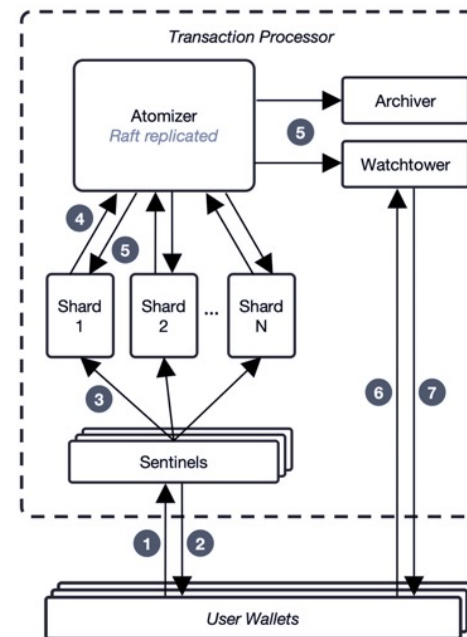 Transaction Processor
Atomizer
Raft replicated
Archiver
5
Watchtower
4
5
Shard
1
Shard
2
...
Shard
N
3
6
7
Sentinels
1
2
User Wallets